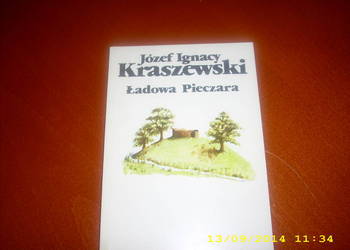 Józef Ignacy
Kraszewski
Ładowa Pieczara
13/09/2014 11:34